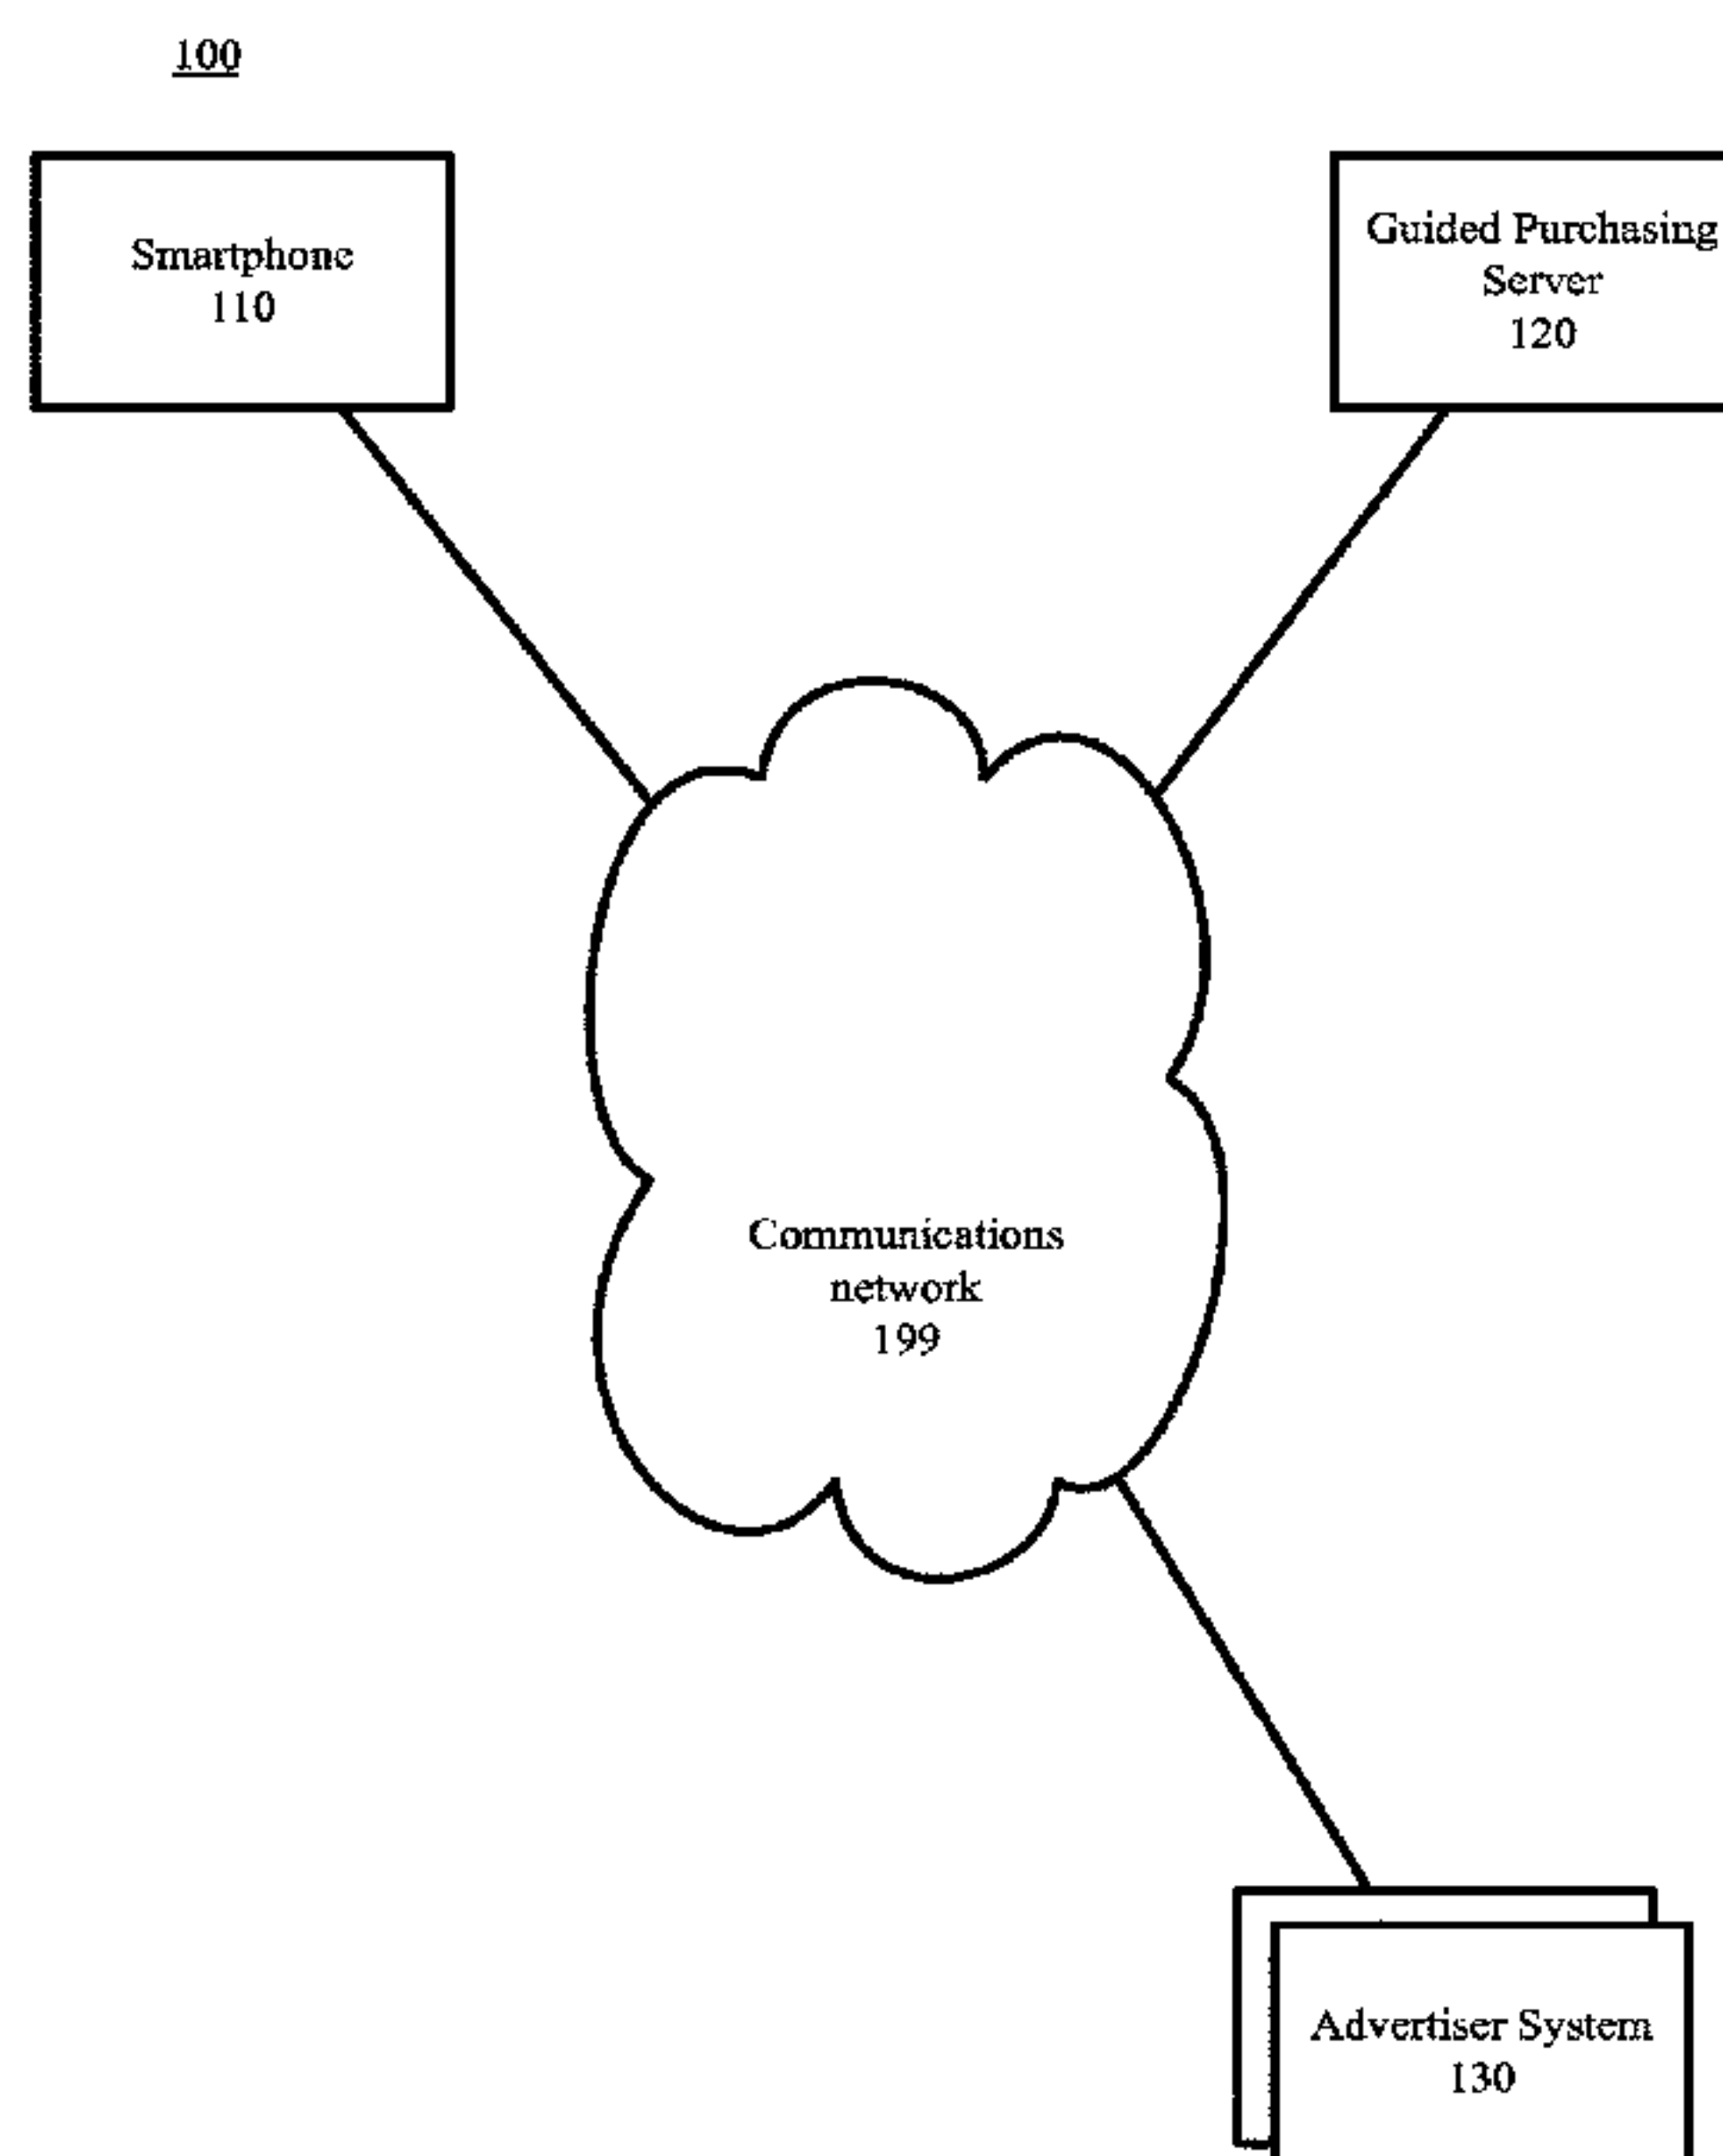 100
Smartphone
110
Guided Purchasing
Server
120
Communications
network
199
Advertiser System
130